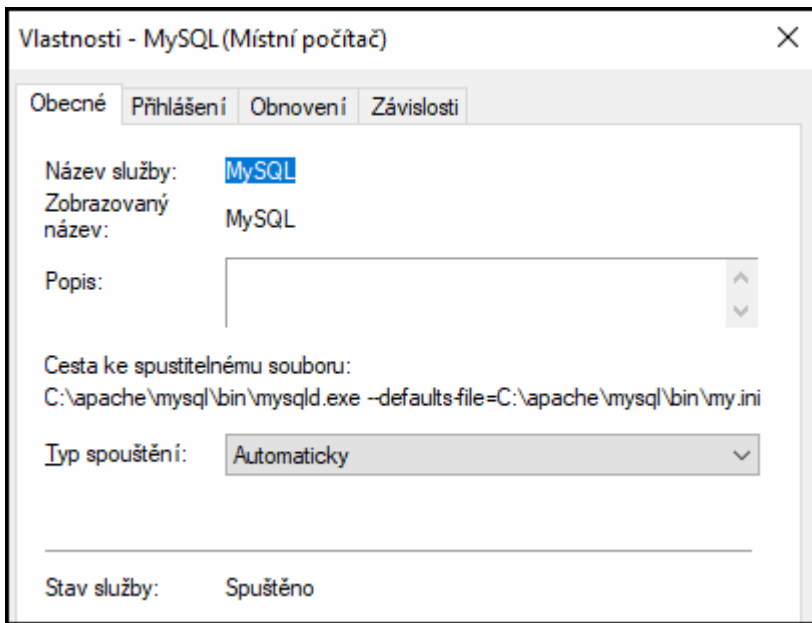 Vlastnosti - MySQL (Místní počítač)
Obecné Přihlášení Obnovení Závislosti
Název služby: MySQL
Zobrazovaný
název: MySQL
Popis:
Cesta ke spustitelnému souboru:
C:\apache\mysql\bin\mysqld.exe --defaults-file=C:\apache\mysql\bin\my.ini
Typ spouštění: Automaticky
Stav služby: Spuštěno